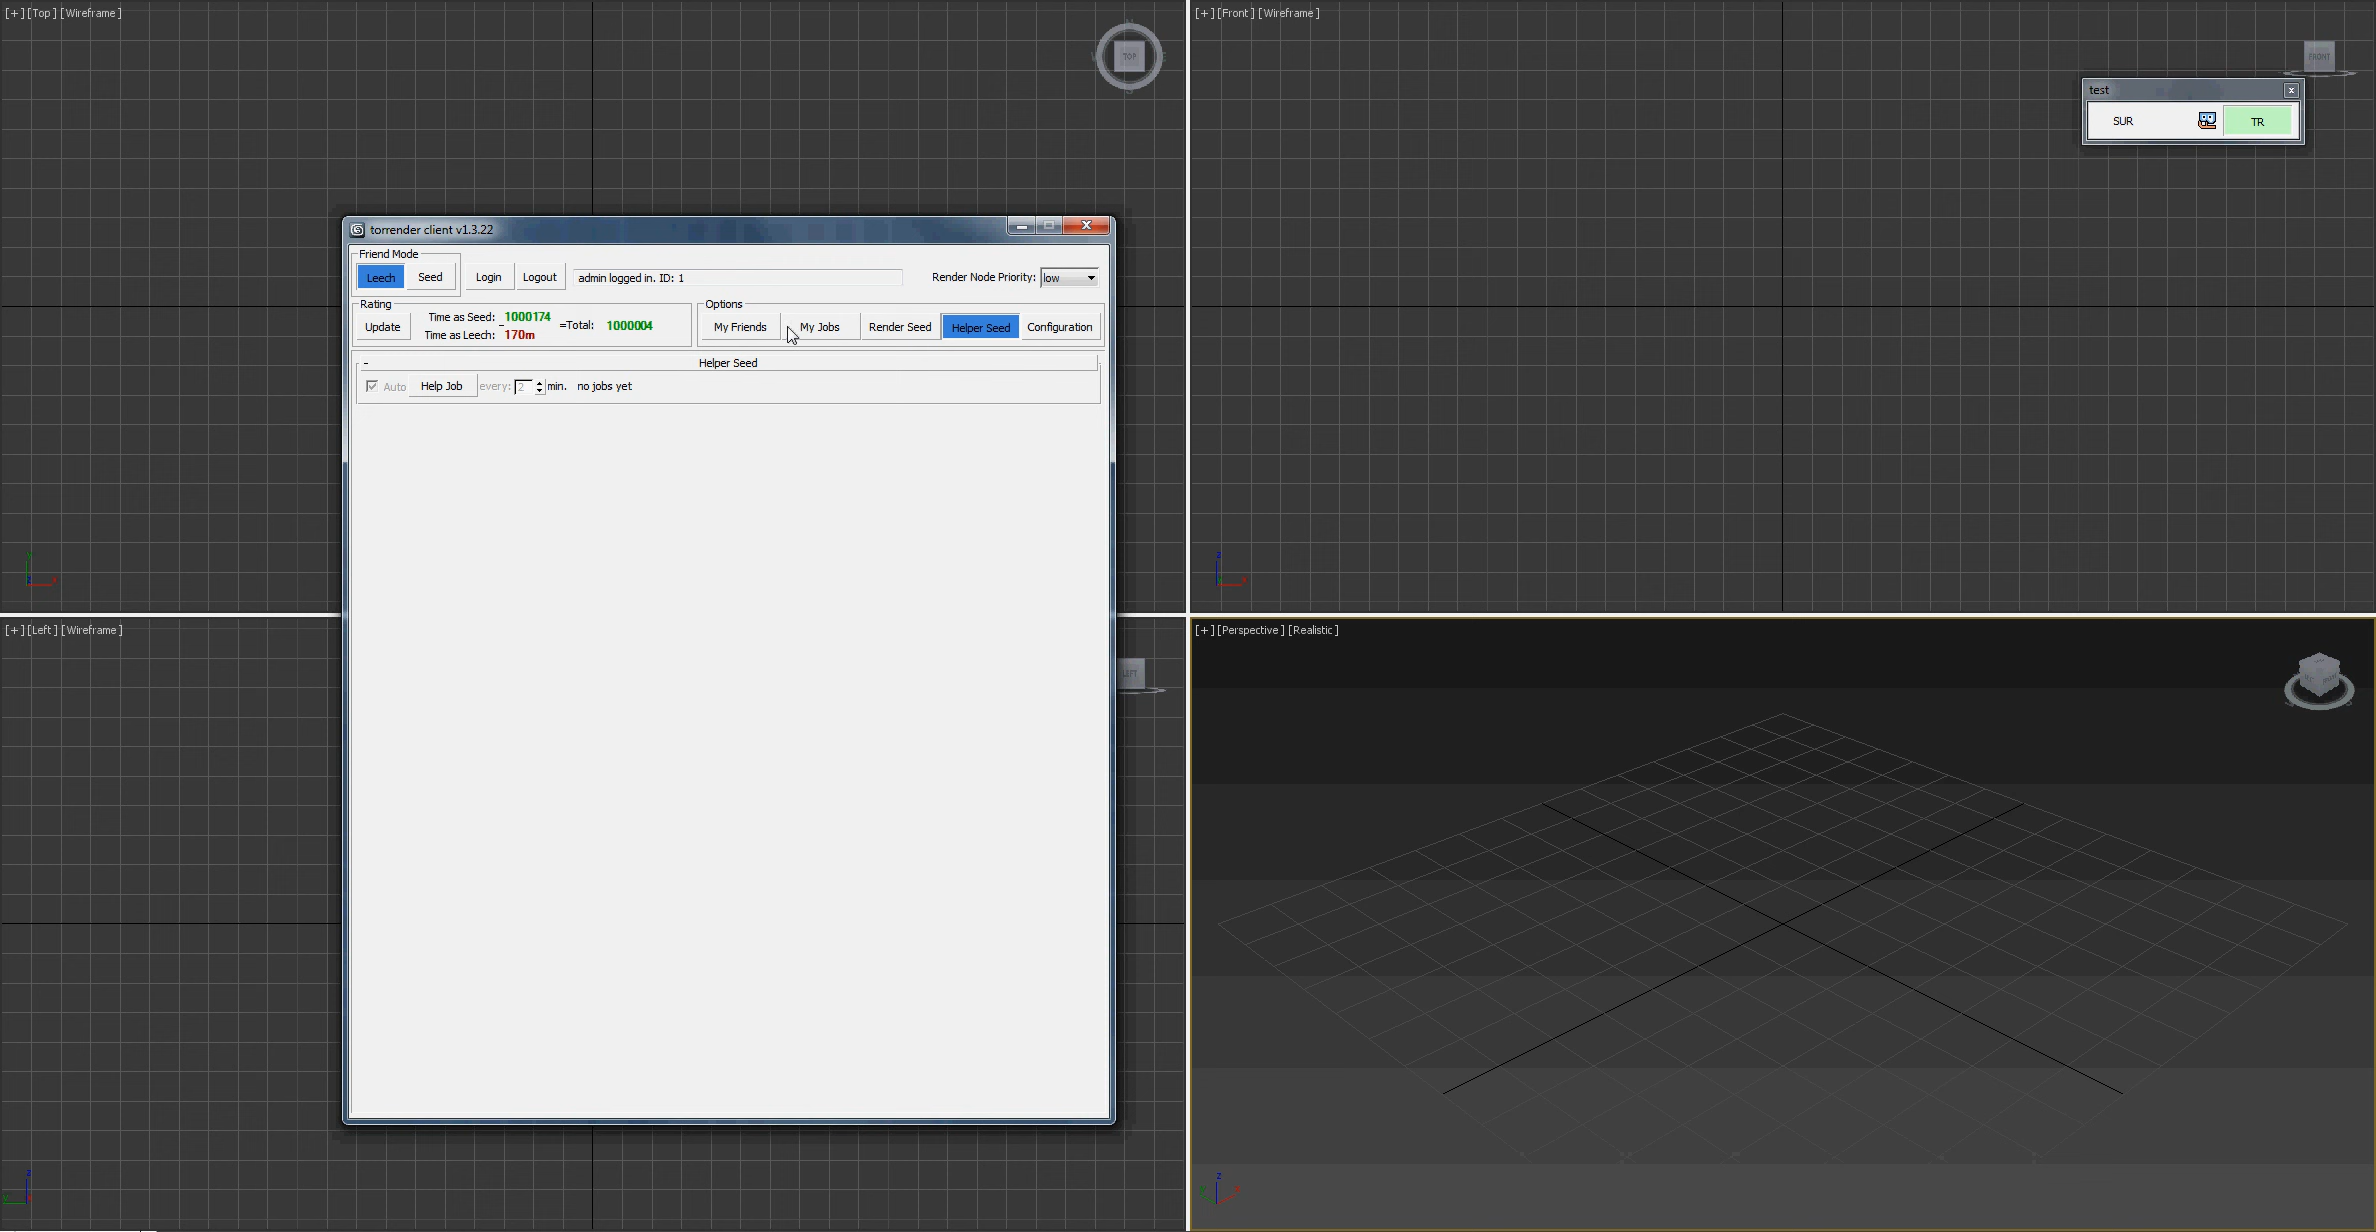 [+] [Top] [Wireframe]
TOP
[+] [Front] [Wireframe]
FRONT
test
SUR
TR
torrender client v1.3.22
Friend Mode
Leech
Seed
Login
Logout
admin logged in. ID: 1
Render Node Priority:
low
Rating
Update
Time as Seed:
1000174
Time as Leech:
170m
-
=Total:
1000004
Options
My Friends
My Jobs
Render Seed
Helper Seed
Configuration
- Helper Seed
Auto
Help Job
every:
2
min.
no jobs yet
[+] [Left] [Wireframe]
LEFT
[+] [Perspective] [Realistic]